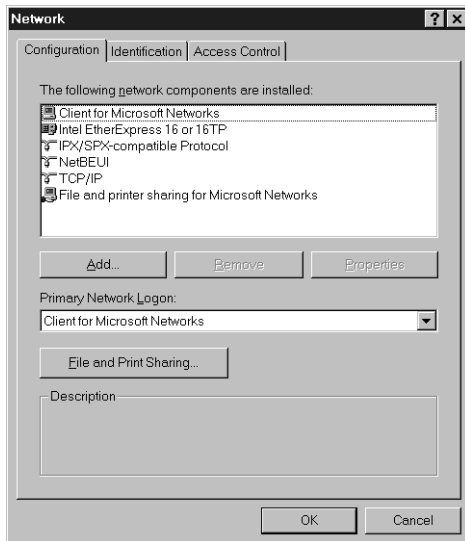 Network
Configuration Identification Access Control
The following network components are installed:
Client for Microsoft Networks
Intel EtherExpress 16 or 16TP
IPX/SPX-compatible Protocol
NetBEUI
TCP/IP
File and printer sharing for Microsoft Networks
Add... Remove Properties
Primary Network Logon:
Client for Microsoft Networks
File and Print Sharing...
Description
OK Cancel